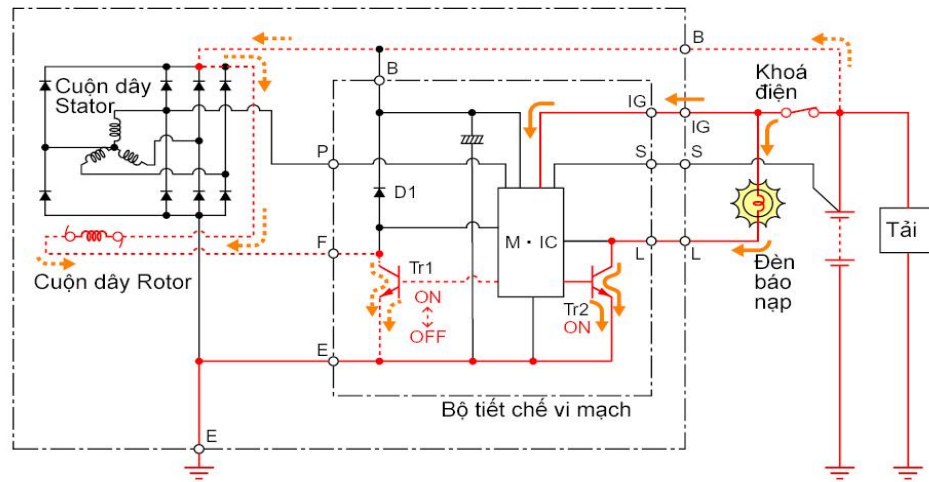 B
B
Cuộn dây
Stator
Khoá
điện
IG
IG
P
S
S
D1
M · IC
Tải
F
L
L
Cuộn dây Rotor
Tr1
ON
OFF
Tr2
ON
Đèn
báo
nạp
E
Bộ tiết chế vi mạch
E